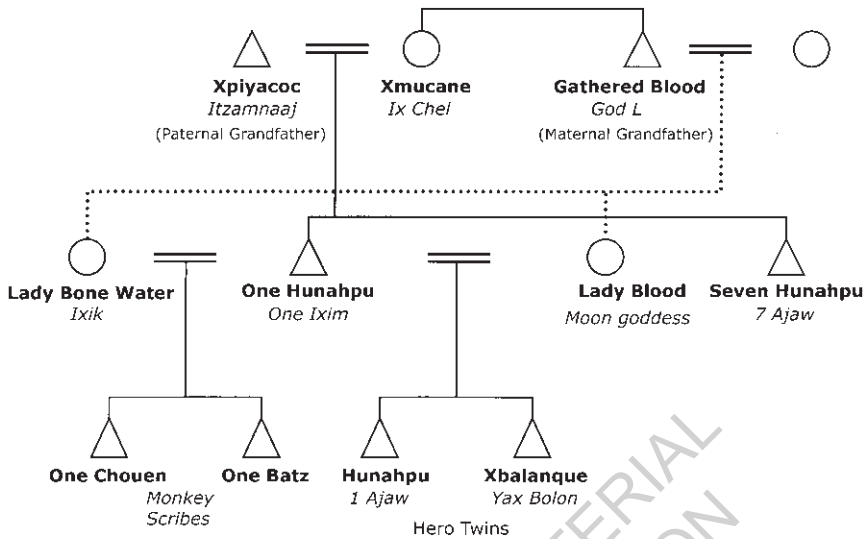 Xpiyacoc Xmucane Gathered Blood
Itzamnaaj Ix Chel God L
(Paternal Grandfather) (Maternal Grandfather)
Lady Bone Water One Hunahpu Lady Blood Seven Hunahpu
Ixik One Ixim Moon goddess 7 Ajaw
One Chouen One Batz Hunahpu Xbalanque
Monkey 1 Ajaw Yax Bolon
Scribes
Hero Twins